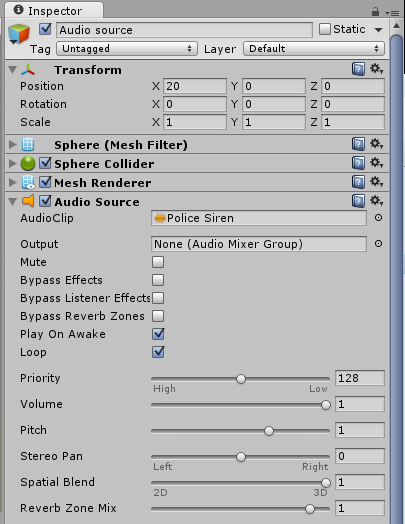 Inspector
Audio source Static
Tag Untagged Layer Default
Transform
Position X 20 Y 0 Z 0
Rotation X 0 Y 0 Z 0
Scale X 1 Y 1 Z 1
Sphere (Mesh Filter)
Sphere Collider
Mesh Renderer
Audio Source
AudioClip Police Siren
Output None (Audio Mixer Group)
Mute
Bypass Effects
Bypass Listener Effects
Bypass Reverb Zones
Play On Awake
Loop
Priority 128
High Low
Volume 1
Pitch 1
Stereo Pan 0
Left Right
Spatial Blend 1
2D 3D
Reverb Zone Mix 1